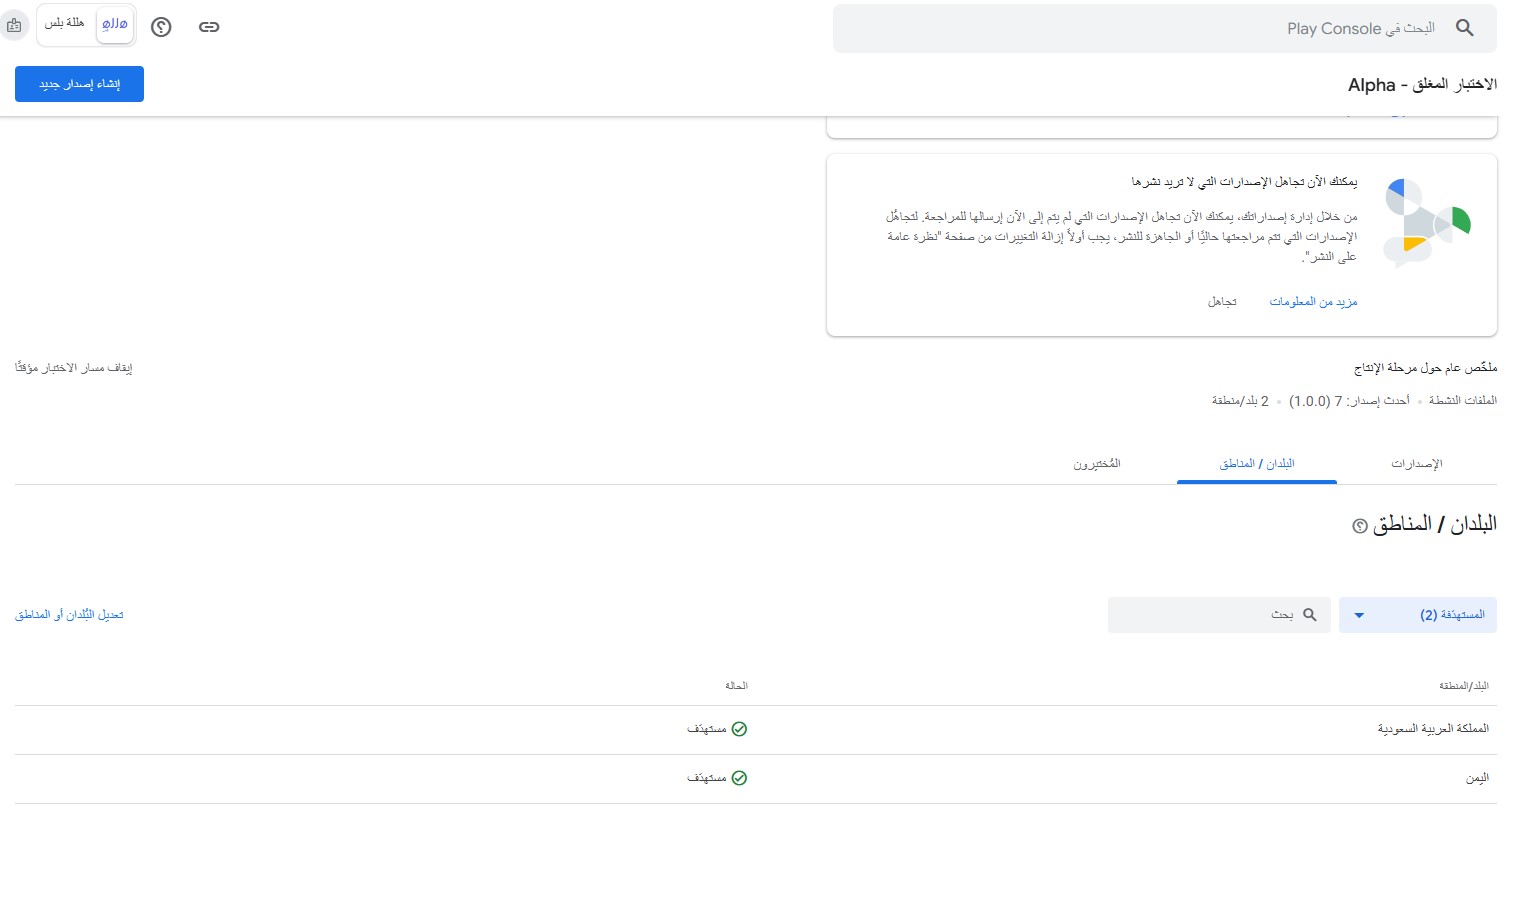 البحث في Play Console
هللة بلس
هللة
الاختبار المغلق - Alpha
إنشاء إصدار جديد
يمكنك الآن تجاهل الإصدارات التي لا تريد نشرها
من خلال إدارة إصداراتك، يمكنك الآن تجاهل الإصدارات التي لم يتم إلى الآن إرسالها للمراجعة. لتجاهُل
الإصدارات التي تتم مراجعتها حاليًا أو الجاهزة للنشر، يجب أولاً إزالة التغييرات من صفحة "نظرة عامة
على النشر".
مزيد من المعلومات
تجاهل
ملخّص عام حول مرحلة الإنتاج
إيقاف مسار الاختبار مؤقتًا
الملفات النشطة • أحدث إصدار: 7 (1.0.0) • 2 بلد/منطقة
الإصدارات
البلدان / المناطق
المُختبِرون
البلدان / المناطق
المستهدَفة (2)
بحث
تعديل البُلدان أو المناطق
البلد/المنطقة
الحالة
المملكة العربية السعودية
مستهدَف
اليمن
مستهدَف